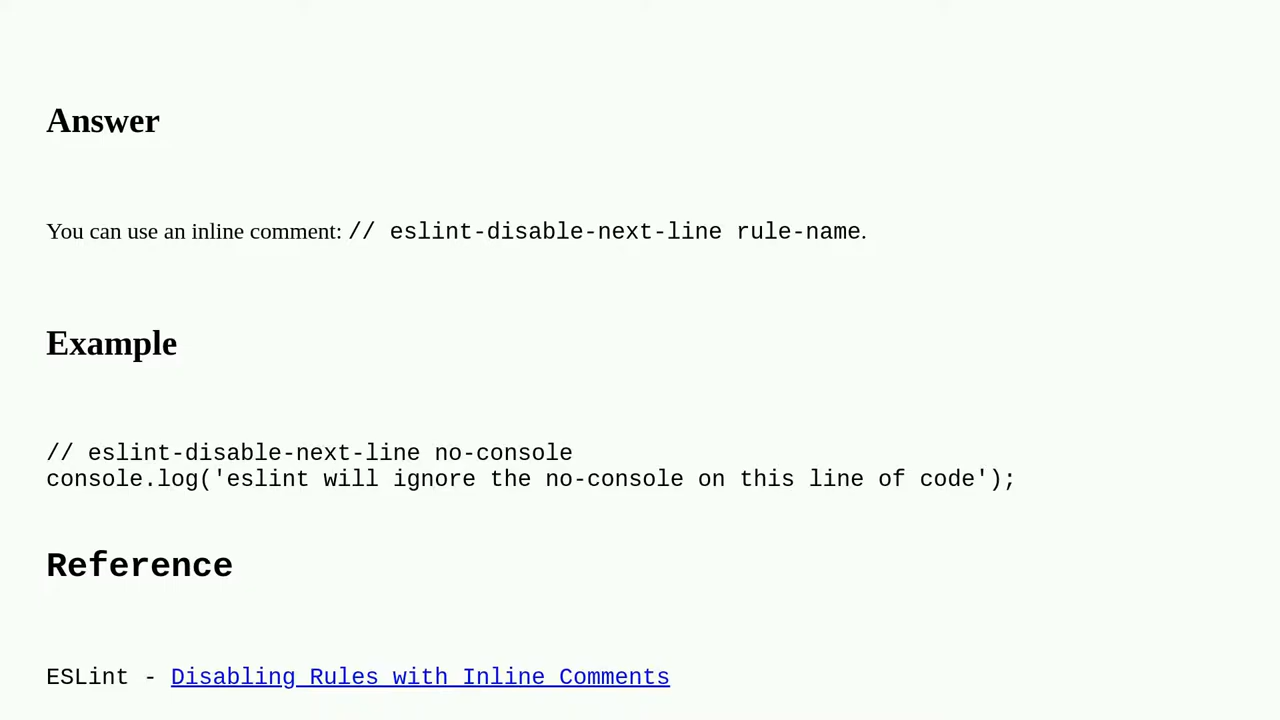 Answer
You can use an inline comment: // eslint-disable-next-line rule-name.
Example
// eslint-disable-next-line no-console
console.log('eslint will ignore the no-console on this line of code');
Reference
ESLint - Disabling Rules with Inline Comments